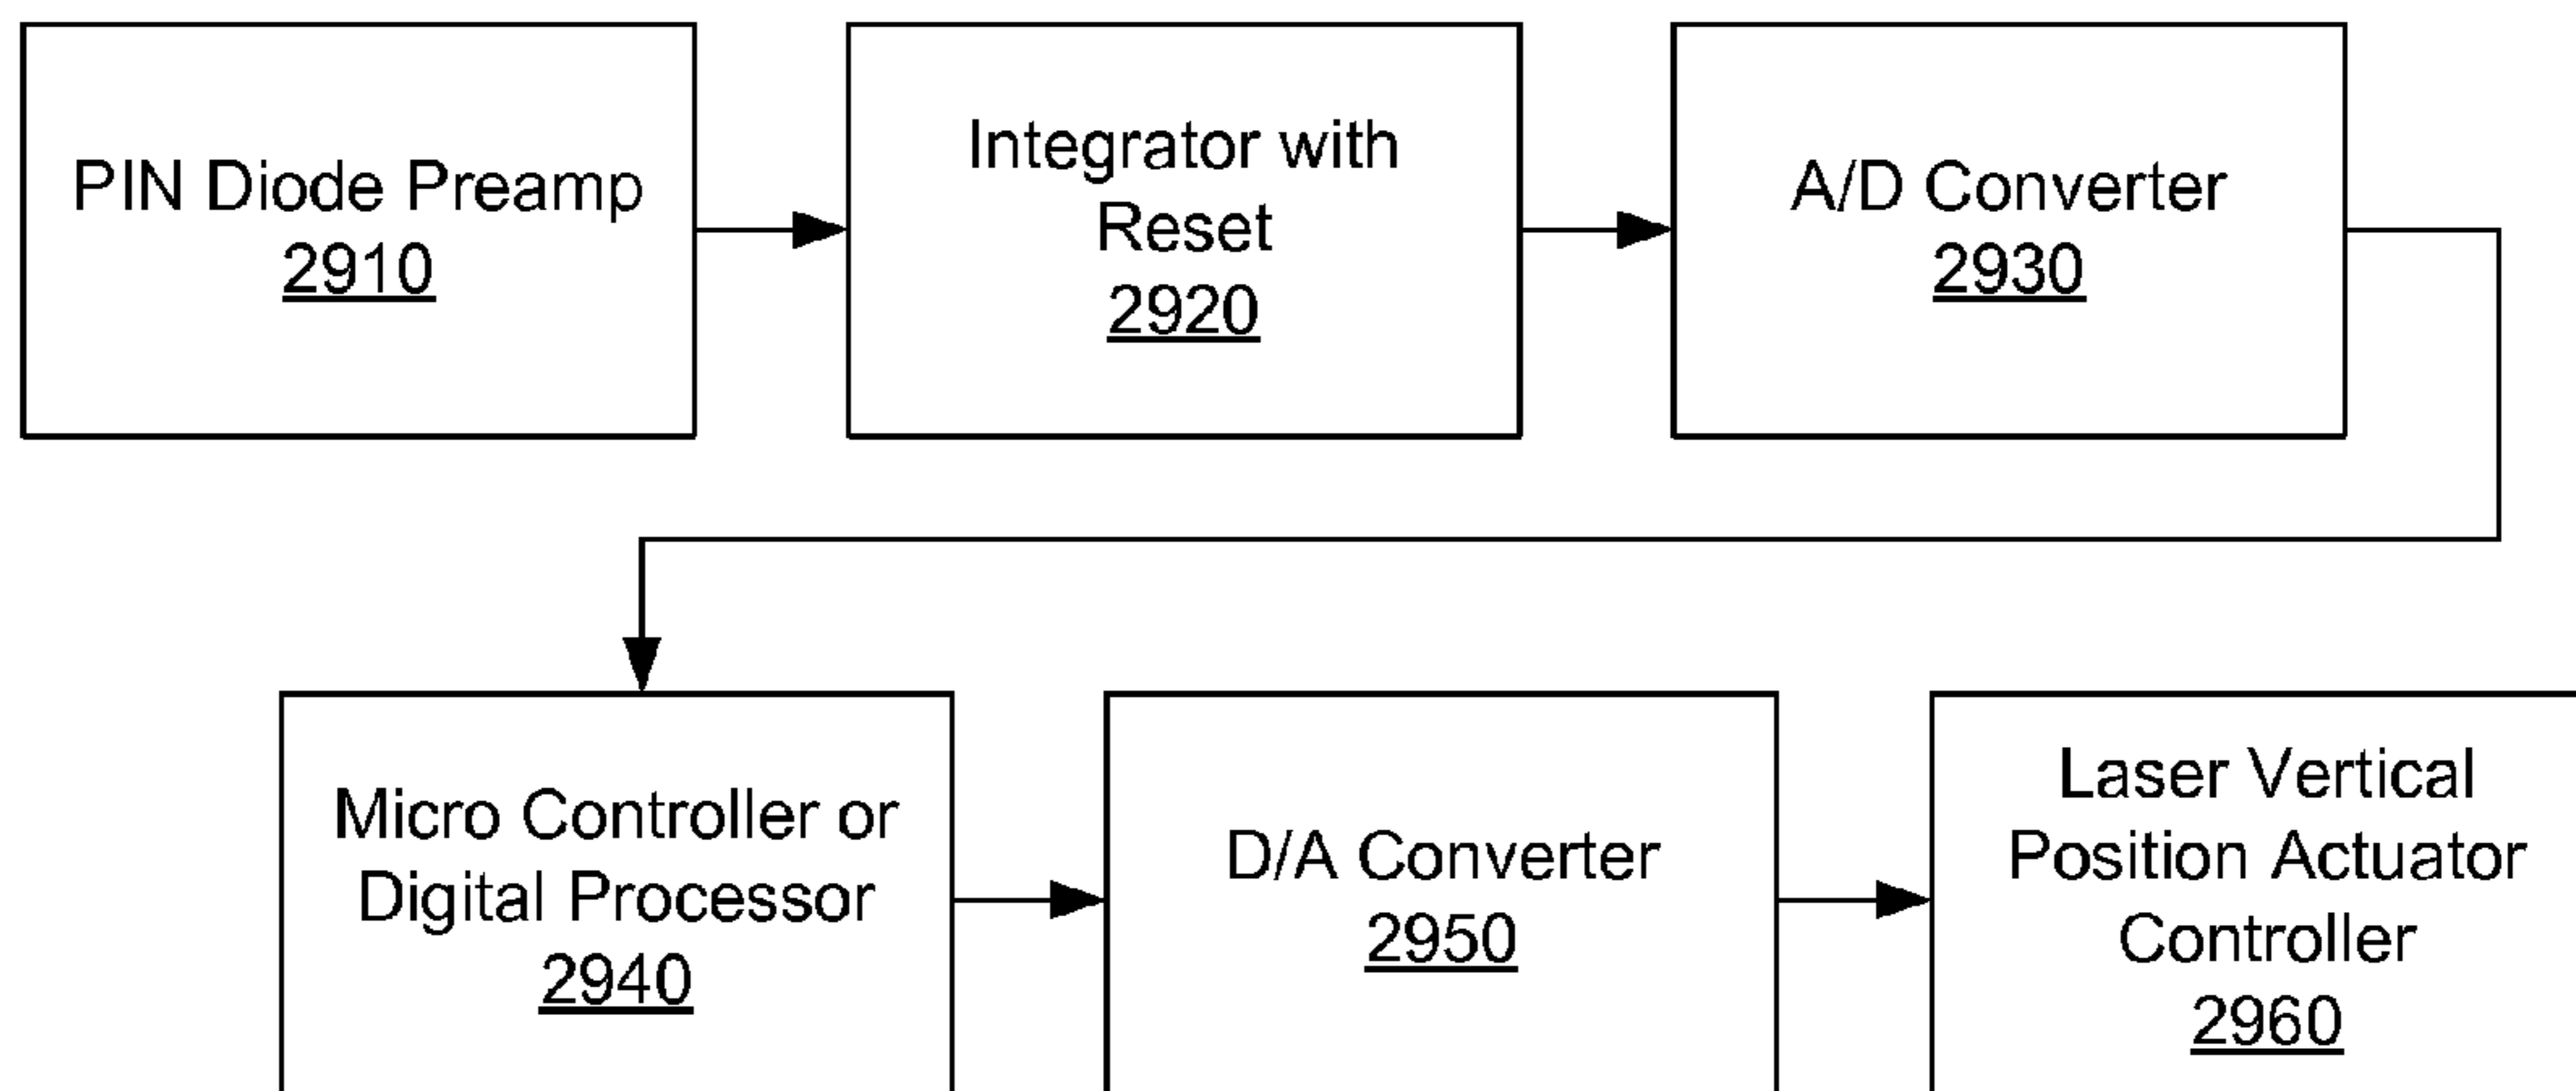 PIN Diode Preamp
2910
Integrator with
Reset
2920
A/D Converter
2930
Micro Controller or
Digital Processor
2940
D/A Converter
2950
Laser Vertical
Position Actuator
Controller
2960